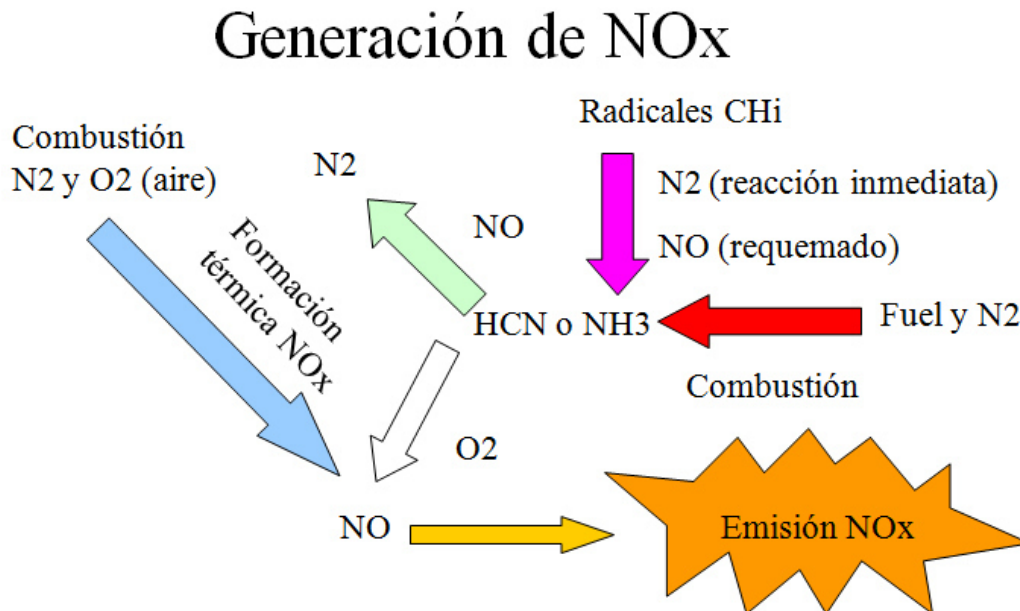 Generación de NOx
Combustión
N2 y O2 (aire)
Formación
térmica NOx
N2
NO
Radicales CHi
N2 (reacción inmediata)
NO (requemado)
HCN o NH3
Fuel y N2
Combustión
O2
NO
Emisión NOx